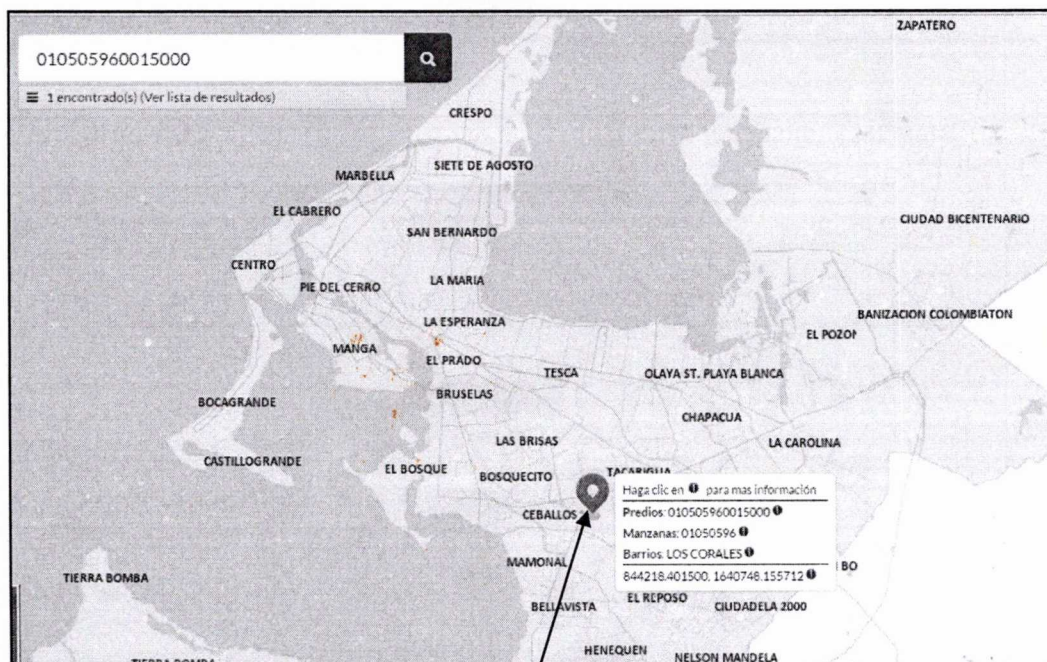 ZAPATERO
010505960015000
1 encontrado(s) (Ver lista de resultados)
CRESPO
SIETE DE AGOSTO
MARBELLA
EL CABRERO
CIUDAD BICENTENARIO
SAN BERNARDO
CENTRO
LA MARIA
PIE DEL CERRO
BANIZACION COLOMBIATON
LA ESPERANZA
EL POZON
MANGA
EL PRADO
TESCA
OLAYA ST. PLAYA BLANCA
BRUSELAS
BOCAGRANDE
CHAPACUA
LAS BRISAS
LA CAROLINA
CASTILLOGRANDE
EL BOSQUE
BOSQUECITO
TACARIGUA
Haga clic en para mas información
Predios: 010505960015000
CEBALLOS
Manzanas: 01050596
Barrios: LOS CORALES
MAMONAL
BO
844218.401500, 1640748.155712
TIERRA BOMBA
EL REPOSO
BELLAVISTA
CIUDADELA 2000
HENEQUEN
NELSON MANDELA
TIERRA BOMBA